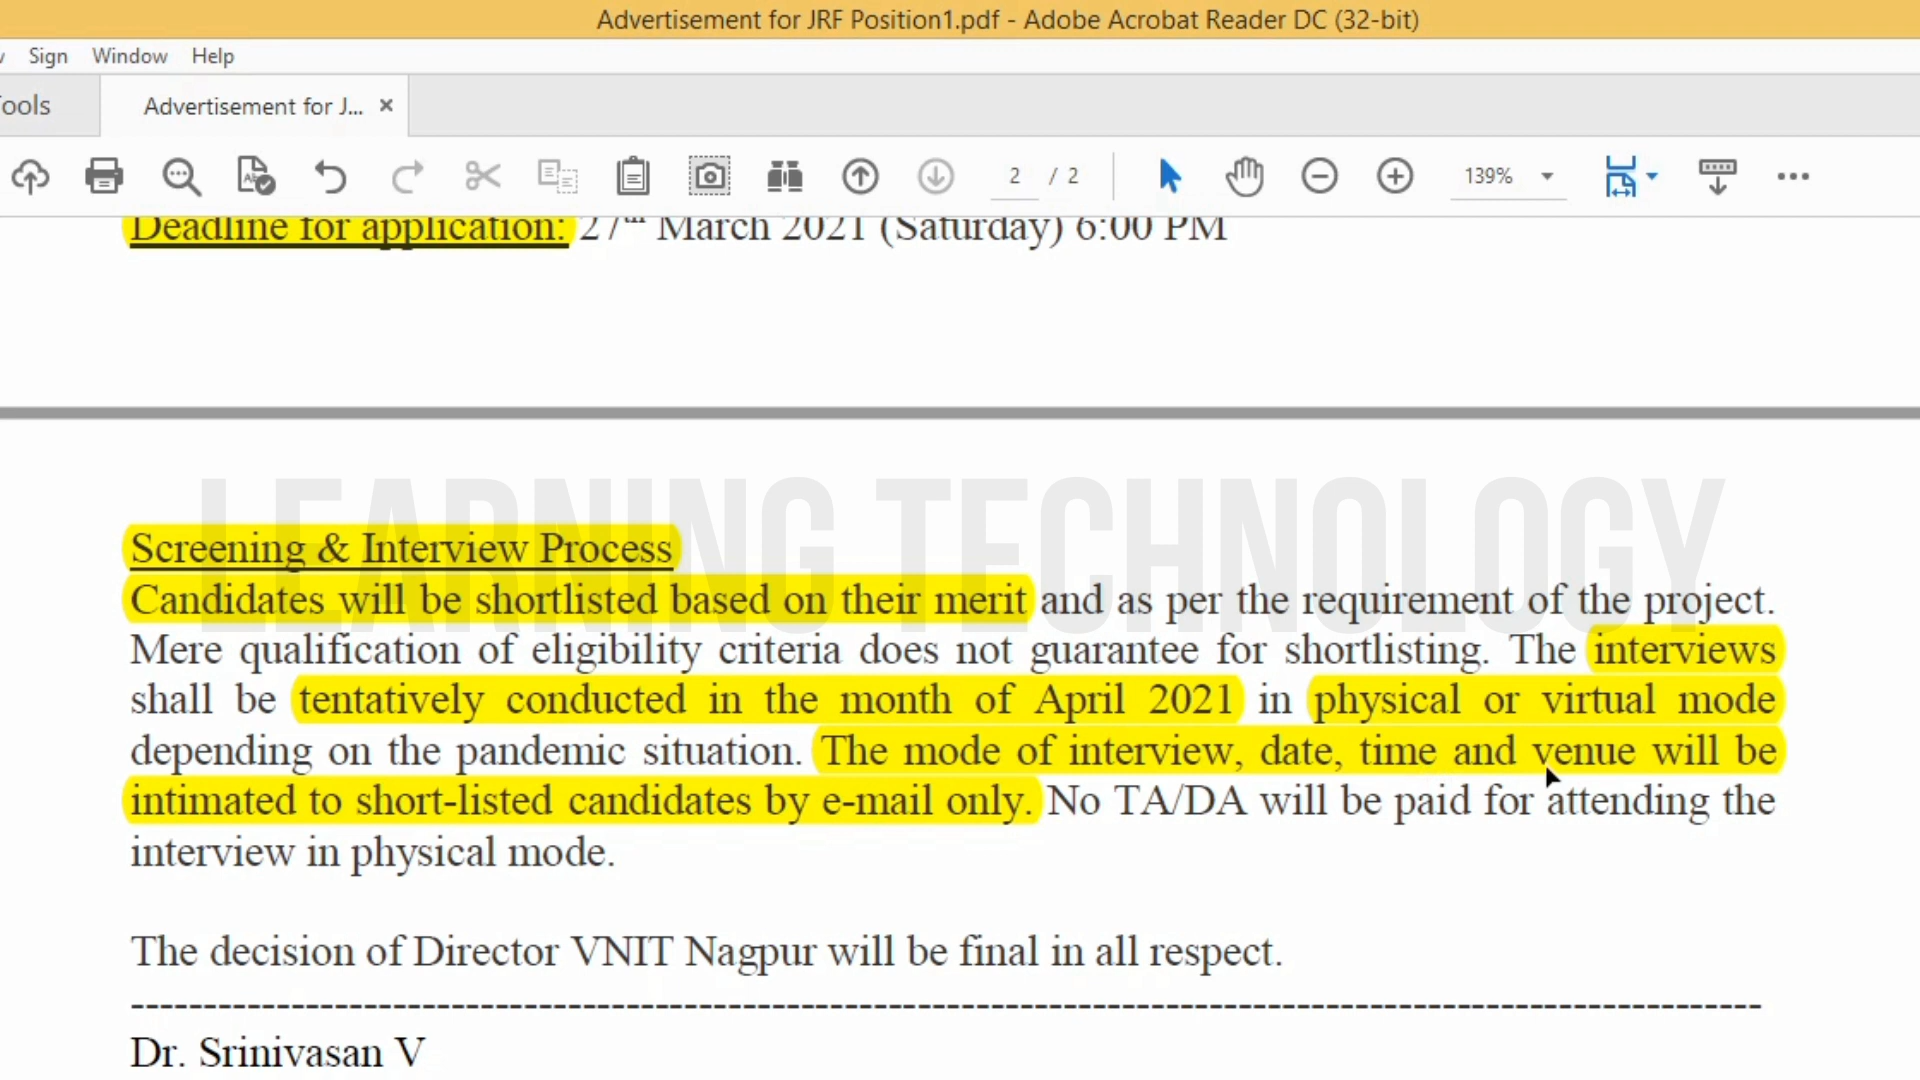 Advertisement for JRF Position1.pdf - Adobe Acrobat Reader DC (32-bit)
Sign Window Help
Tools
Advertisement for J... ×
2 / 2
139%
Deadline for application: 27th March 2021 (Saturday) 6:00 PM
LEARNING TECHNOLOGY
Screening & Interview Process
Candidates will be shortlisted based on their merit and as per the requirement of the project.
Mere qualification of eligibility criteria does not guarantee for shortlisting. The interviews
shall be tentatively conducted in the month of April 2021 in physical or virtual mode
depending on the pandemic situation. The mode of interview, date, time and venue will be
intimated to short-listed candidates by e-mail only. No TA/DA will be paid for attending the
interview in physical mode.
The decision of Director VNIT Nagpur will be final in all respect.
Dr. Srinivasan V